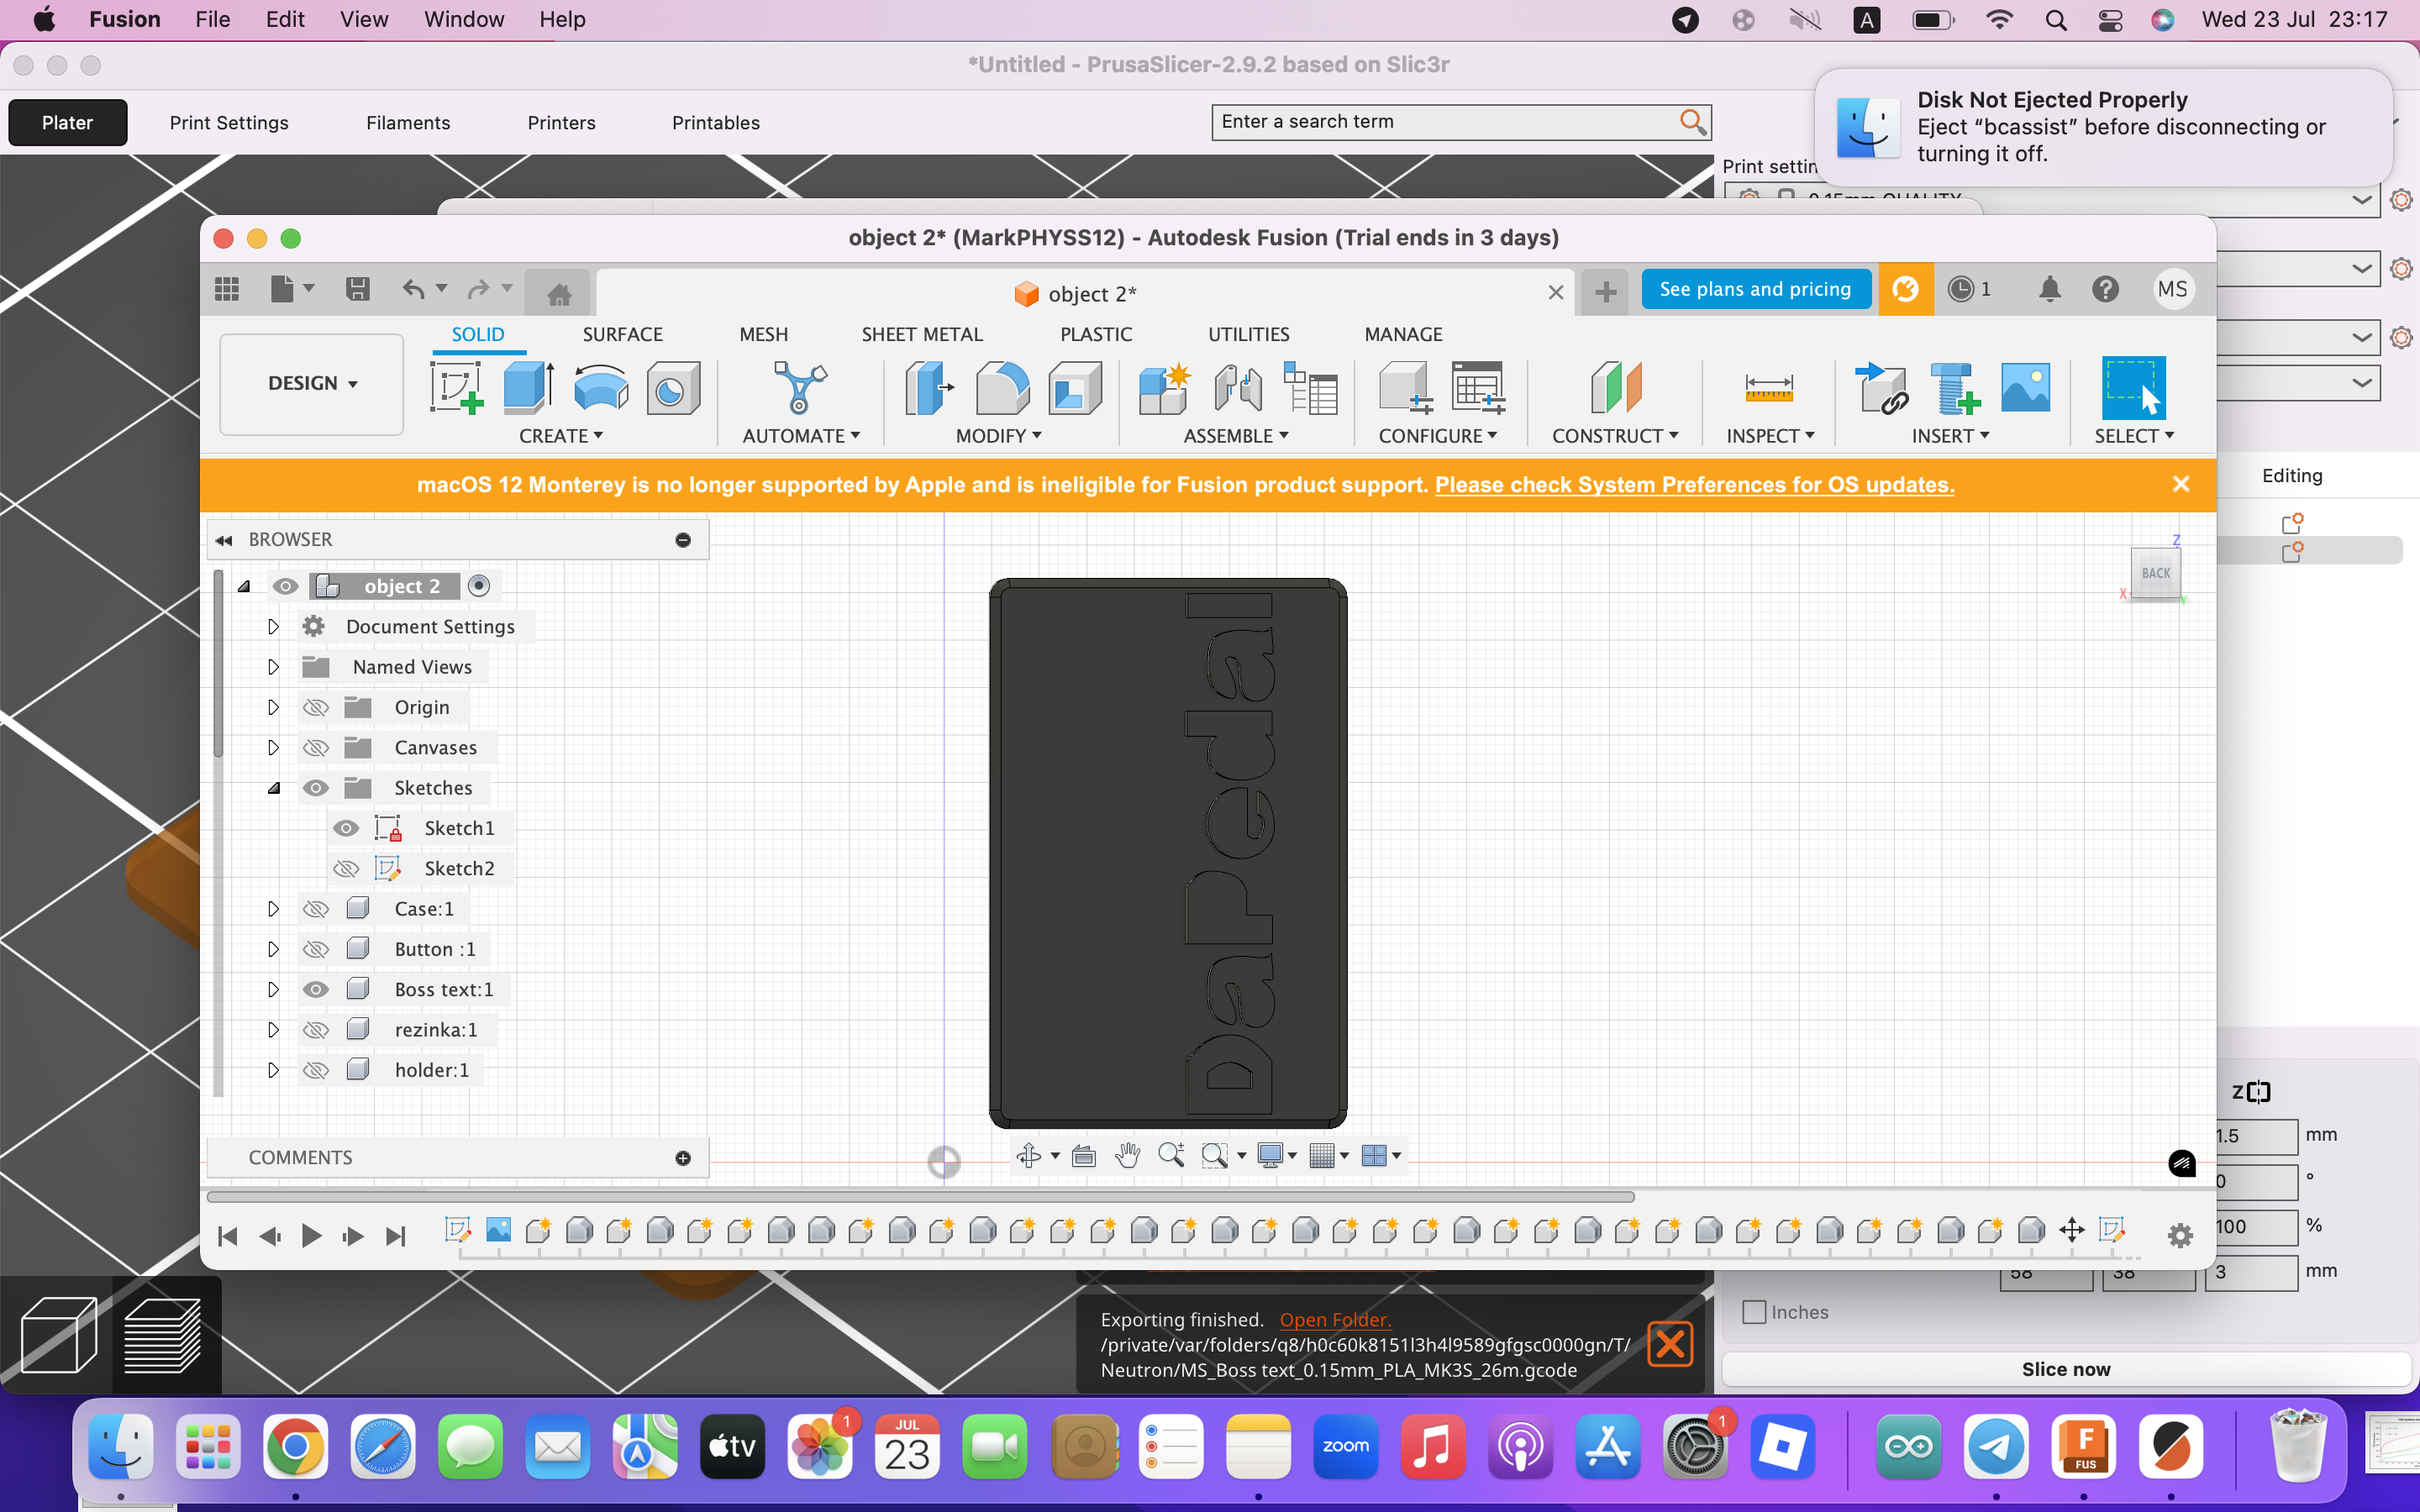 Fusion File Edit View Window Help A Wed 23 Jul 23:17
*Untitled - PrusaSlicer-2.9.2 based on Slic3r
Plater Print Settings Filaments Printers Printables Enter a search term
Disk Not Ejected Properly
Eject “bcassist” before disconnecting or
turning it off.
Print settin
0.15mm QUALITY
object 2* (MarkPHYSS12) - Autodesk Fusion (Trial ends in 3 days)
object 2* See plans and pricing 1 MS
SOLID SURFACE MESH SHEET METAL PLASTIC UTILITIES MANAGE
DESIGN
CREATE AUTOMATE MODIFY ASSEMBLE CONFIGURE CONSTRUCT INSPECT INSERT SELECT
macOS 12 Monterey is no longer supported by Apple and is ineligible for Fusion product support. Please check System Preferences for OS updates.
Editing
BROWSER
object 2
Document Settings
Named Views
Origin
Canvases
Sketches
Sketch1
Sketch2
Case:1
Button :1
Boss text:1
rezinka:1
holder:1
COMMENTS
DaPedal
Z
BACK
X
Y
Z
1.5 mm
0 °
100 %
58 38 3 mm
Inches
Slice now
Exporting finished. Open Folder.
/private/var/folders/q8/h0c60k8151l3h4l9589gfgsc0000gn/T/
Neutron/MS_Boss text_0.15mm_PLA_MK3S_26m.gcode
tv
1
JUL
23
zoom
1
F
FUS